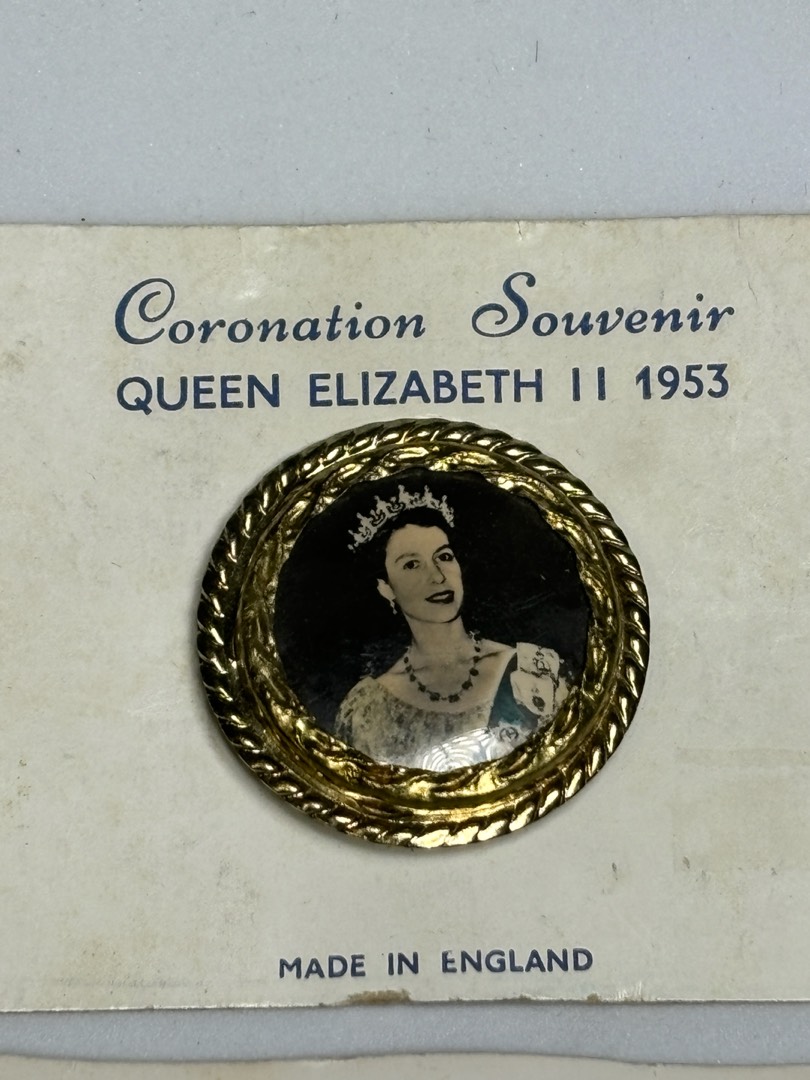 Coronation Souvenir
QUEEN ELIZABETH II 1953
MADE IN ENGLAND